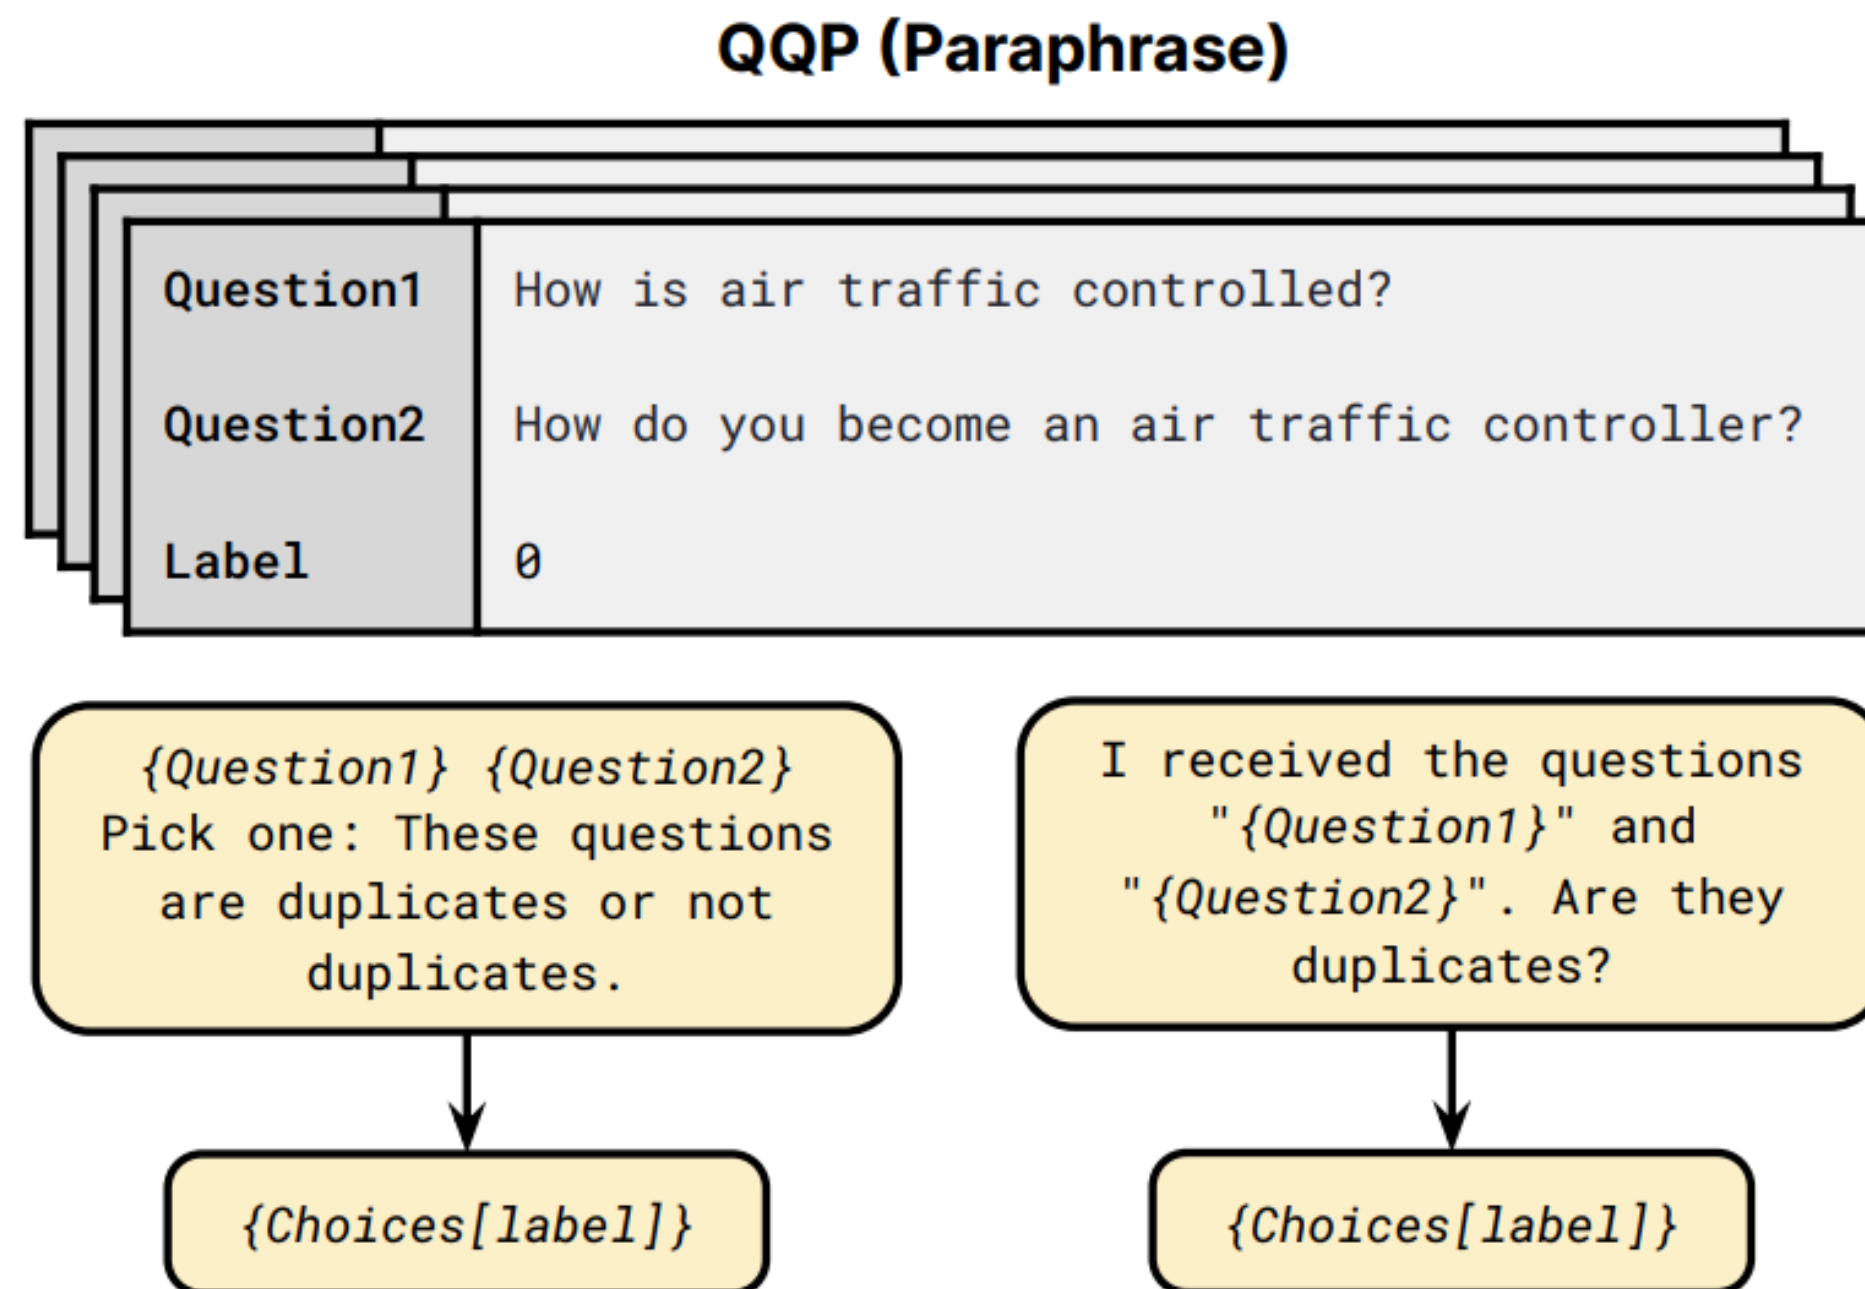 QQP (Paraphrase)
Question1 How is air traffic controlled?
Question2 How do you become an air traffic controller?
Label 0
{Question1} {Question2}
Pick one: These questions
are duplicates or not
duplicates.
{Choices[label]}
I received the questions
"{Question1}" and
"{Question2}". Are they
duplicates?
{Choices[label]}